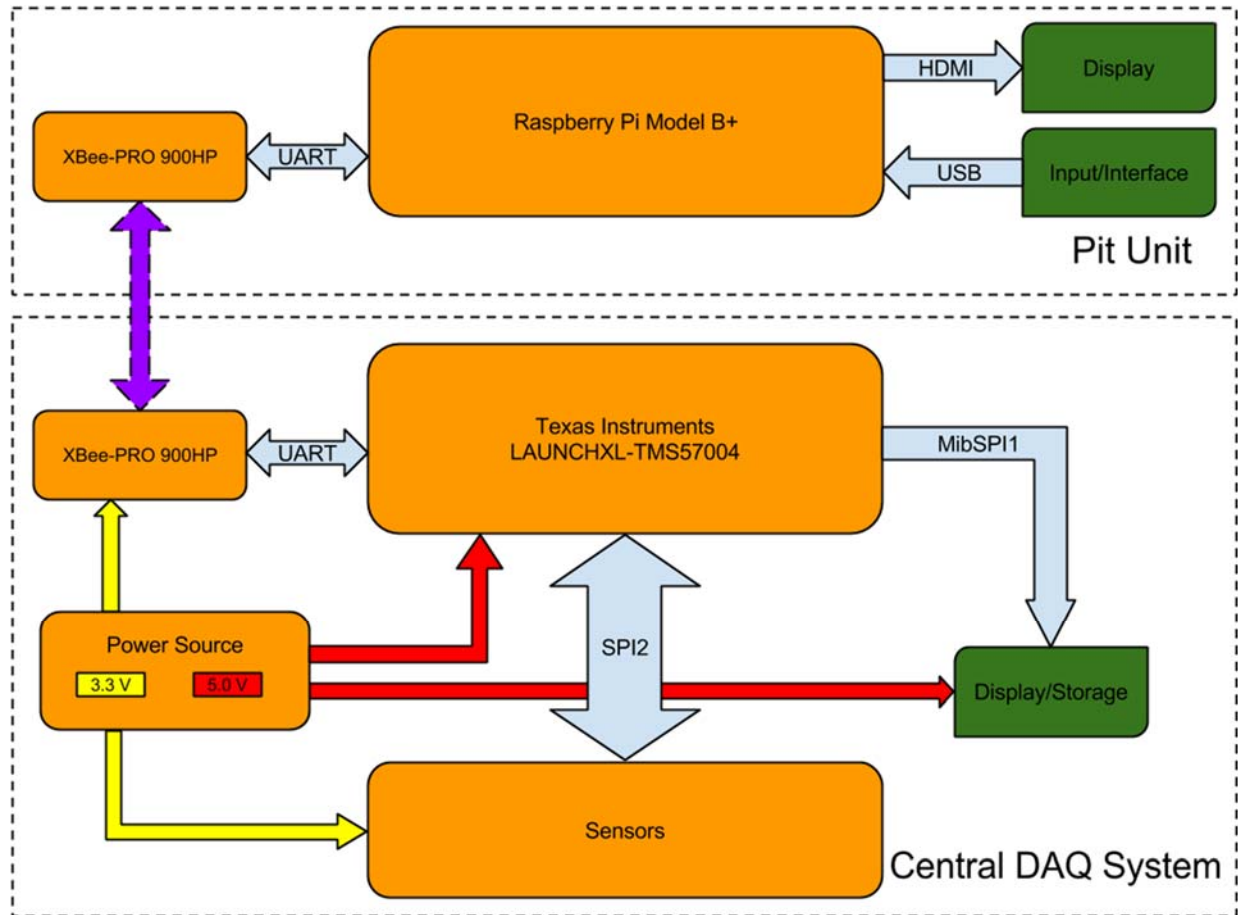 HDMI
Display
Raspberry Pi Model B+
XBee-PRO 900HP
UART
USB
Input/Interface
Pit Unit
Texas Instruments
LAUNCHXL-TMS57004
XBee-PRO 900HP
UART
MibSPI1
Power Source
3.3 V
5.0 V
SPI2
Display/Storage
Sensors
Central DAQ System